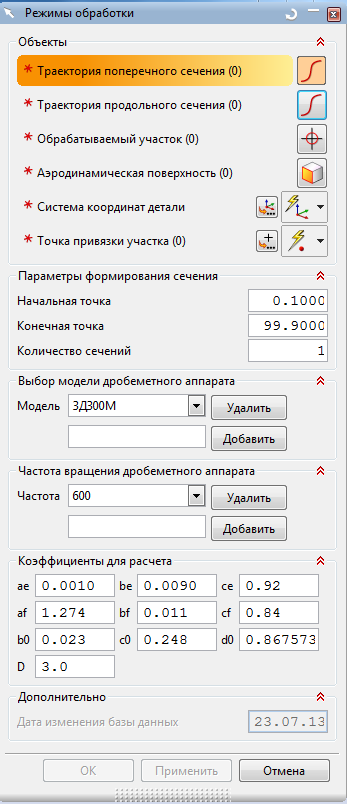 Режимы обработки
Объекты
* Траектория поперечного сечения (0)
* Траектория продольного сечения (0)
* Обрабатываемый участок (0)
* Аэродинамическая поверхность (0)
* Система координат детали
* Точка привязки участка (0)
Параметры формирования сечения
Начальная точка 0.1000
Конечная точка 99.9000
Количество сечений 1
Выбор модели дробеметного аппарата
Модель 3Д300М Удалить
Добавить
Частота вращения дробеметного аппарата
Частота 600 Удалить
Добавить
Коэффициенты для расчета
ae 0.0010 be 0.0090 ce 0.92
af 1.274 bf 0.011 cf 0.84
b0 0.023 c0 0.248 d0 0.867573
D 3.0
Дополнительно
Дата изменения базы данных 23.07.13
ОК Применить Отмена